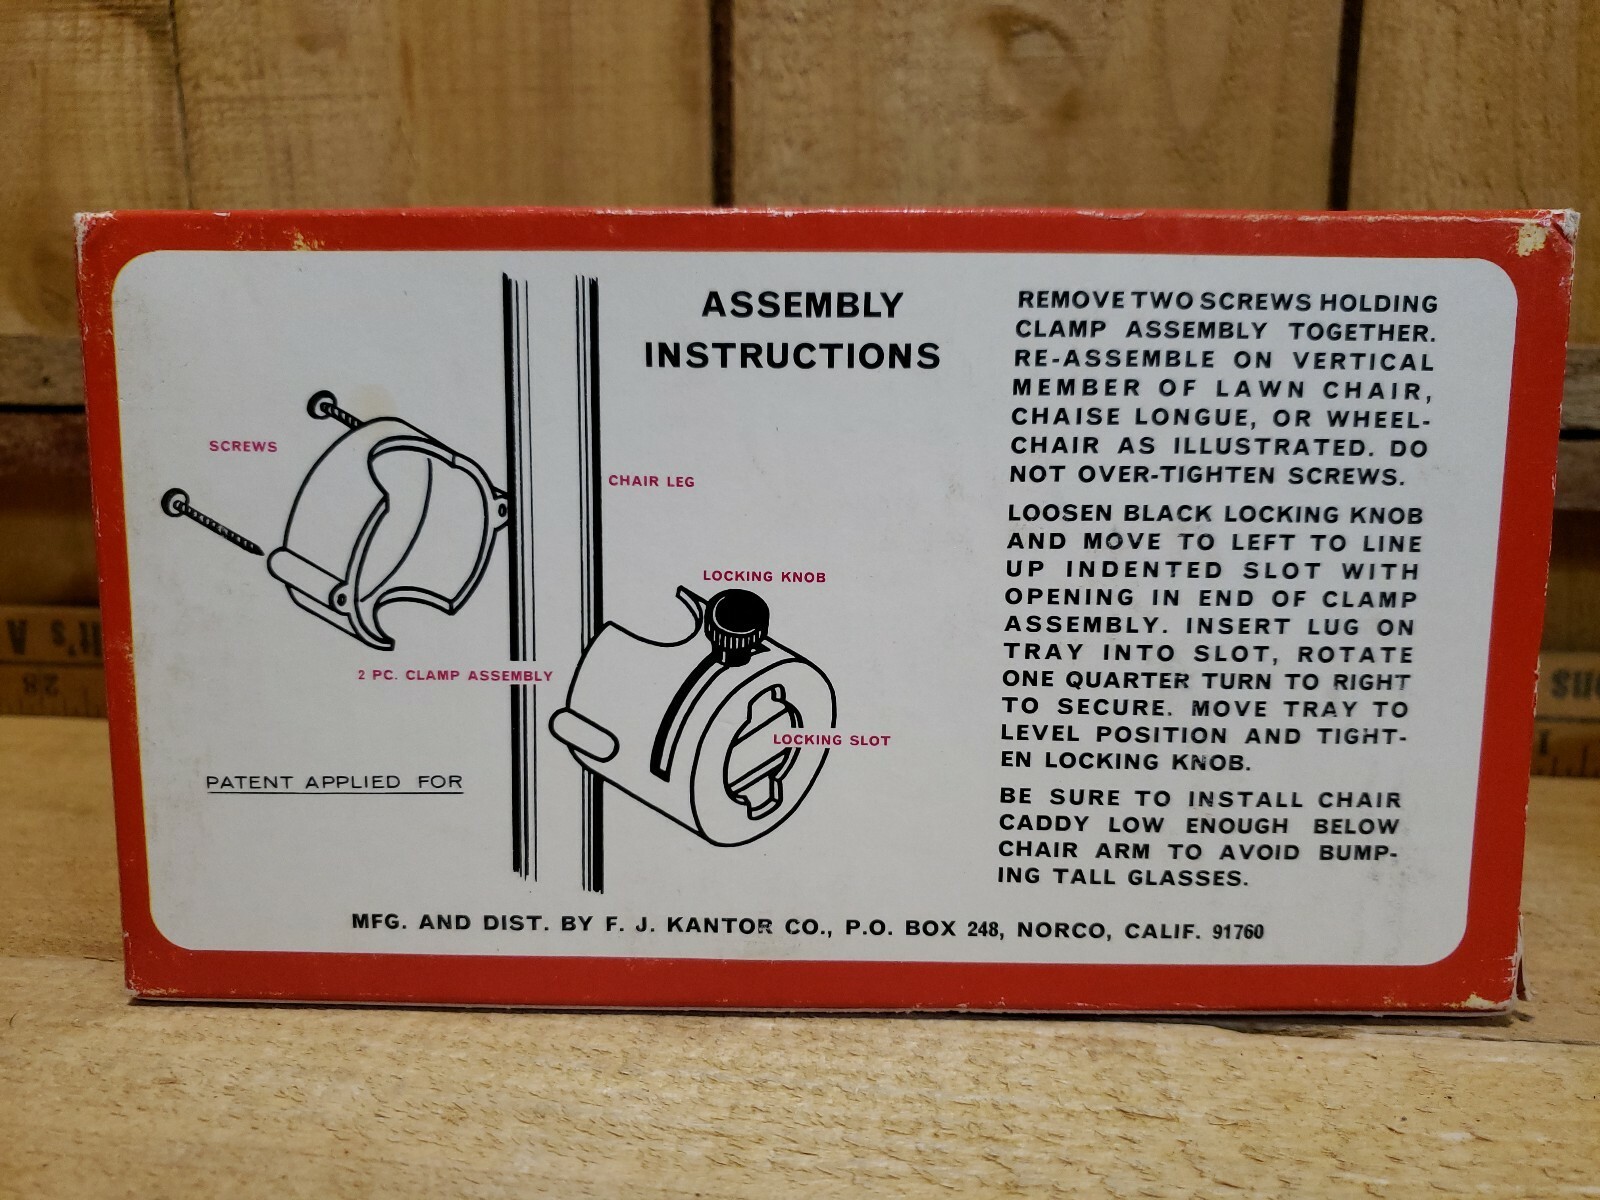 ASSEMBLY
INSTRUCTIONS
SCREWS
CHAIR LEG
LOCKING KNOB
2 PC. CLAMP ASSEMBLY
LOCKING SLOT
PATENT APPLIED FOR
REMOVE TWO SCREWS HOLDING
CLAMP ASSEMBLY TOGETHER.
RE-ASSEMBLE ON VERTICAL
MEMBER OF LAWN CHAIR,
CHAISE LONGUE, OR WHEEL-
CHAIR AS ILLUSTRATED. DO
NOT OVER-TIGHTEN SCREWS.
LOOSEN BLACK LOCKING KNOB
AND MOVE TO LEFT TO LINE
UP INDENTED SLOT WITH
OPENING IN END OF CLAMP
ASSEMBLY. INSERT LUG ON
TRAY INTO SLOT, ROTATE
ONE QUARTER TURN TO RIGHT
TO SECURE. MOVE TRAY TO
LEVEL POSITION AND TIGHT-
EN LOCKING KNOB.
BE SURE TO INSTALL CHAIR
CADDY LOW ENOUGH BELOW
CHAIR ARM TO AVOID BUMP-
ING TALL GLASSES.
MFG. AND DIST. BY F. J. KANTOR CO., P.O. BOX 248, NORCO, CALIF. 91760
It's A
28